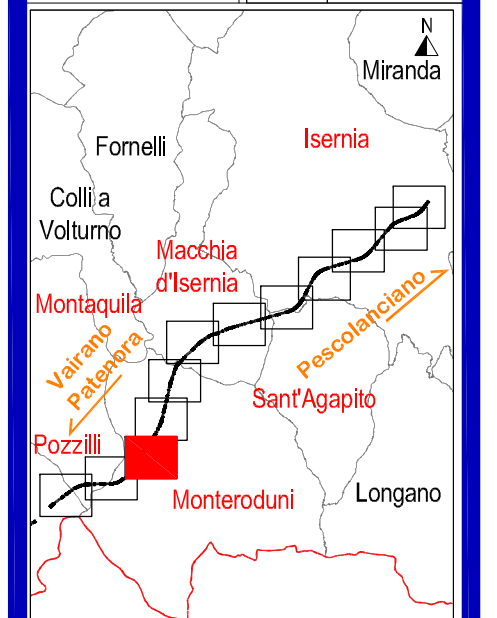 N
Miranda
Isernia
Fornelli
Colli a
Volturno
Macchia
d'Isernia
Montaquila
Pescolanciano
Vairano
Patenora
Sant'Agapito
Pozzilli
Monteroduni
Longano